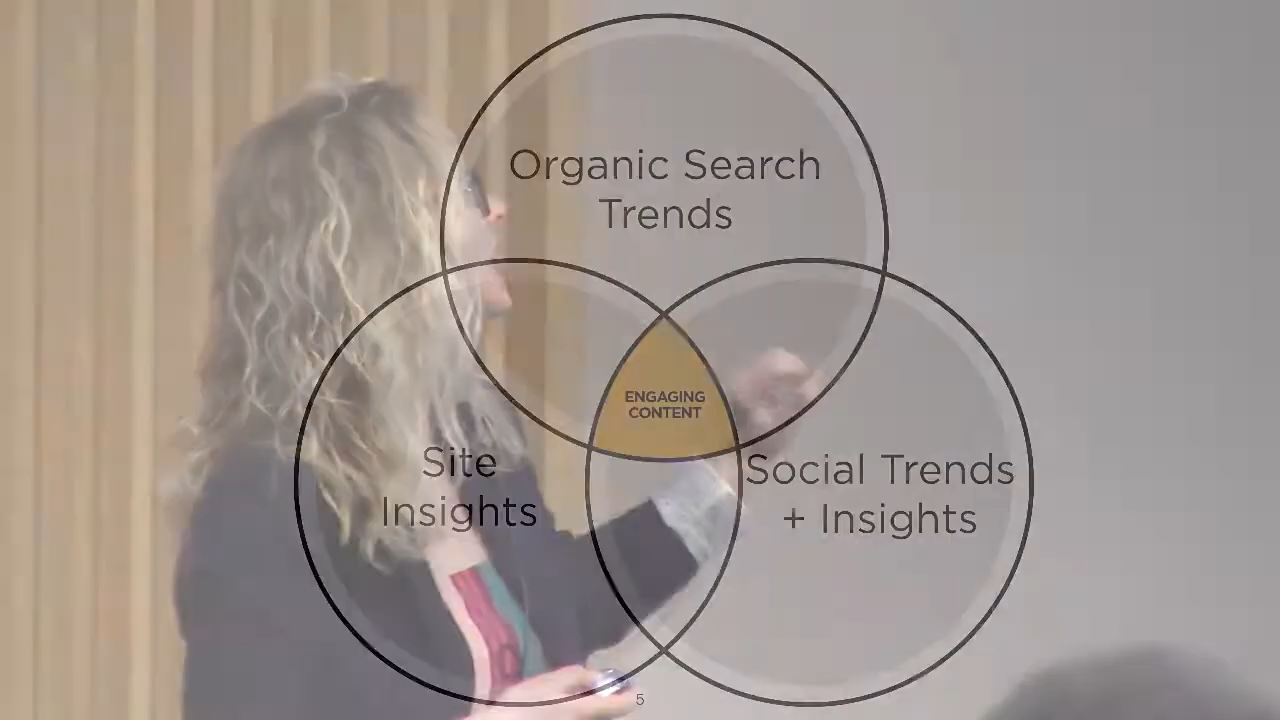 Organic Search
Trends
ENGAGING
CONTENT
Site
Insights
Social Trends
+ Insights
5